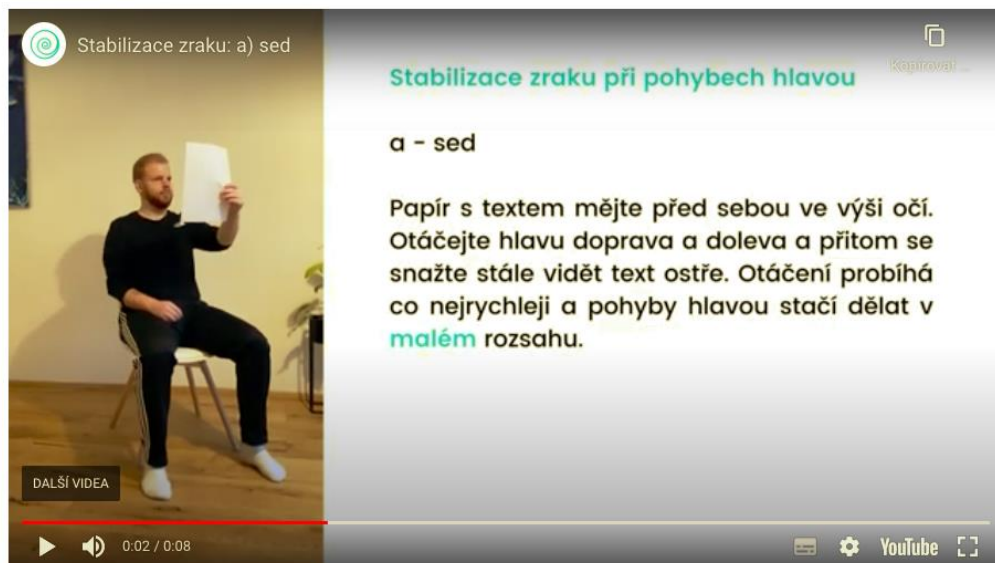 Stabilizace zraku: a) sed
Kopírovat ...
Stabilizace zraku při pohybech hlavou
a - sed
Papír s textem mějte před sebou ve výši očí.
Otáčejte hlavu doprava a doleva a přitom se
snažte stále vidět text ostře. Otáčení probíhá
co nejrychleji a pohyby hlavou stačí dělat v
malém rozsahu.
DALŠÍ VIDEA
0:02 / 0:08
YouTube